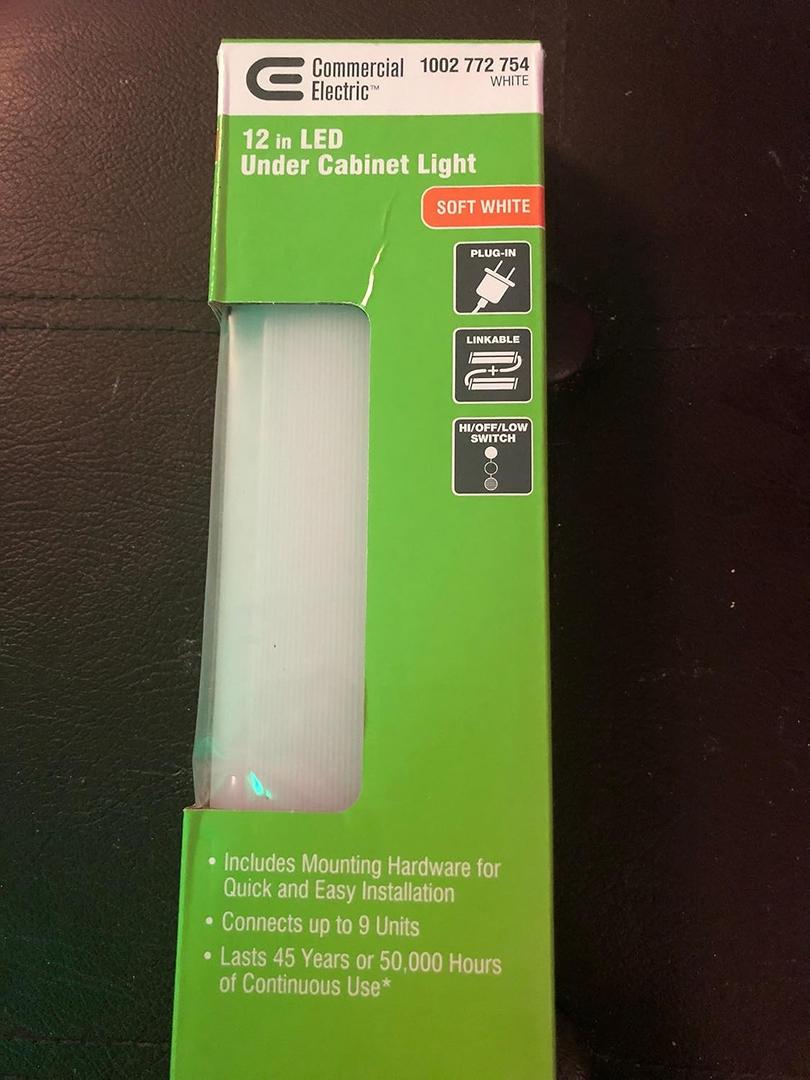 Commercial
Electric™
1002 772 754
WHITE
12 in LED
Under Cabinet Light
SOFT WHITE
PLUG-IN
LINKABLE
HI/OFF/LOW
SWITCH
• Includes Mounting Hardware for
Quick and Easy Installation
• Connects up to 9 Units
• Lasts 45 Years or 50,000 Hours
of Continuous Use*